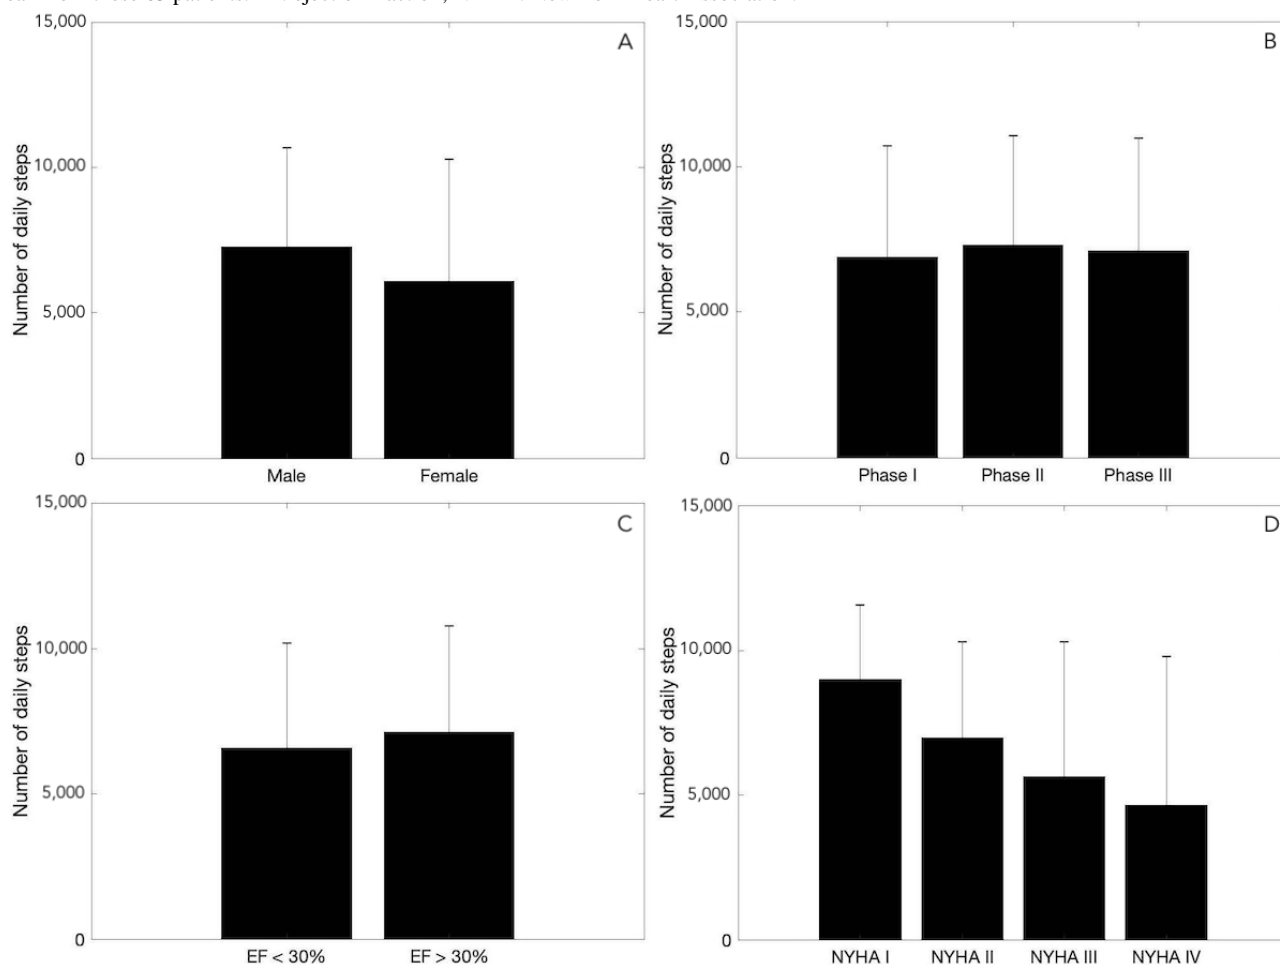 15,000
A
10,000
5,000
0
Number of daily steps
Male Female
15,000
B
10,000
5,000
0
Number of daily steps
Phase I Phase II Phase III
15,000
C
10,000
5,000
0
Number of daily steps
EF < 30% EF > 30%
15,000
D
10,000
5,000
0
Number of daily steps
NYHA I NYHA II NYHA III NYHA IV